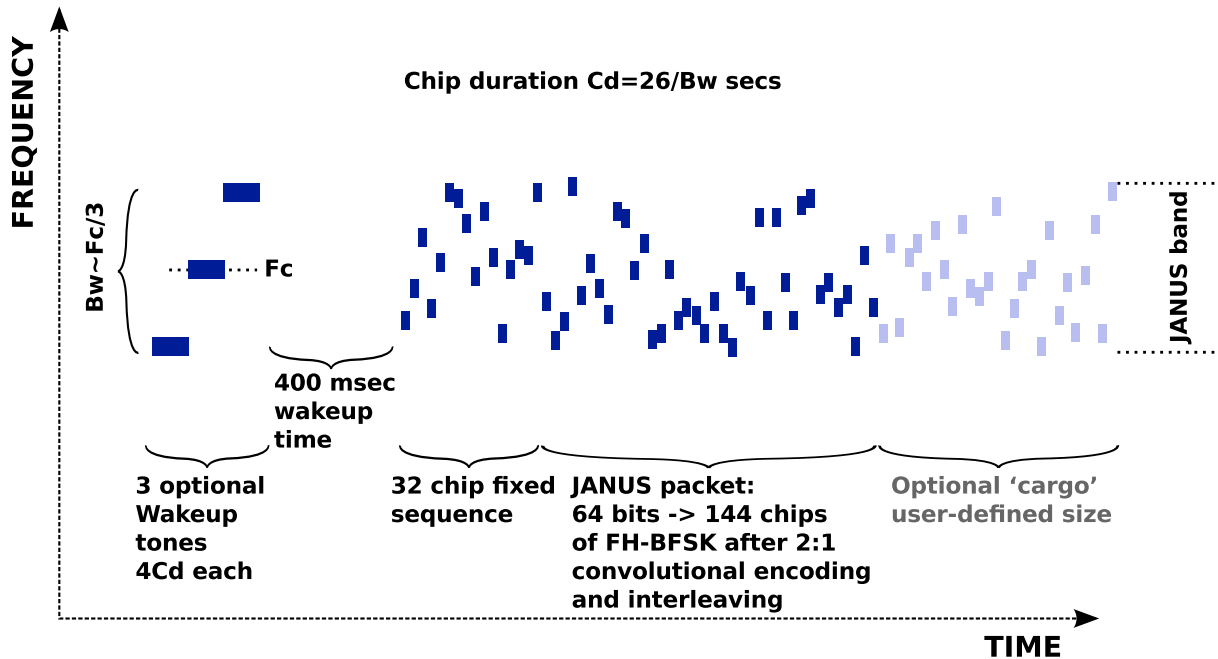 FREQUENCY
Chip duration Cd=26/Bw secs
Bw~Fc/3
Fc
JANUS band
400 msec
wakeup
time
3 optional
Wakeup
tones
4Cd each
32 chip fixed
sequence
JANUS packet:
64 bits -> 144 chips
of FH-BFSK after 2:1
convolutional encoding
and interleaving
Optional ‘cargo’
user-defined size
TIME